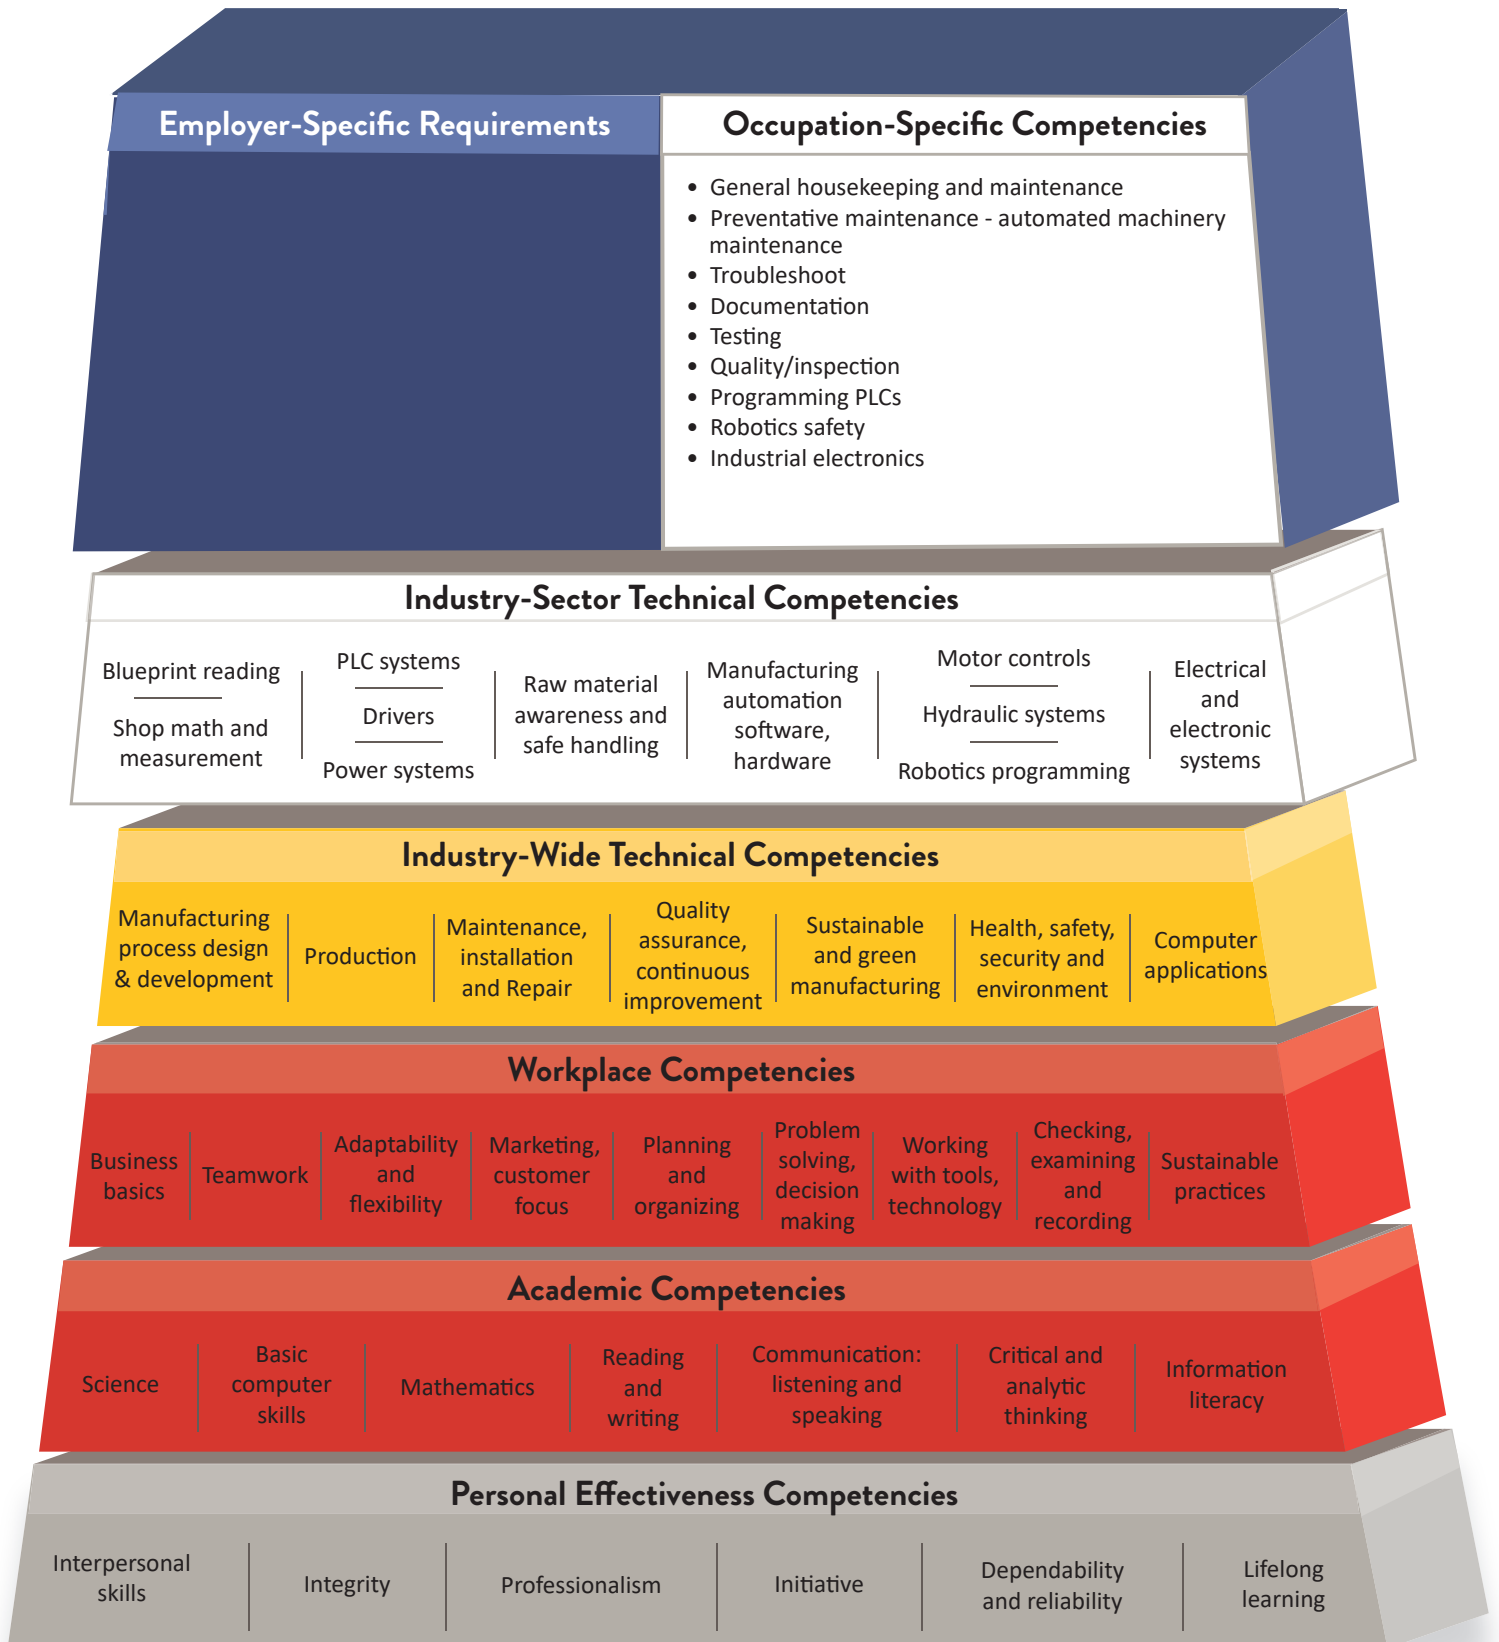 Employer-Specific Requirements
Occupation-Specific Competencies
• General housekeeping and maintenance
• Preventative maintenance - automated machinery
maintenance
• Troubleshoot
• Documentation
• Testing
• Quality/inspection
• Programming PLCs
• Robotics safety
• Industrial electronics
Industry-Sector Technical Competencies
Blueprint reading
Shop math and
measurement
PLC systems
Drivers
Power systems
Raw material
awareness and
safe handling
Manufacturing
automation
software,
hardware
Motor controls
Hydraulic systems
Robotics programming
Electrical
and
electronic
systems
Industry-Wide Technical Competencies
Manufacturing
process design
& development
Production
Maintenance,
installation
and Repair
Quality
assurance,
continuous
improvement
Sustainable
and green
manufacturing
Health, safety,
security and
environment
Computer
applications
Workplace Competencies
Business
basics
Teamwork
Adaptability
and
flexibility
Marketing,
customer
focus
Planning
and
organizing
Problem
solving,
decision
making
Working
with tools,
technology
Checking,
examining
and
recording
Sustainable
practices
Academic Competencies
Science
Basic
computer
skills
Mathematics
Reading
and
writing
Communication:
listening and
speaking
Critical and
analytic
thinking
Information
literacy
Personal Effectiveness Competencies
Interpersonal
skills
Integrity
Professionalism
Initiative
Dependability
and reliability
Lifelong
learning